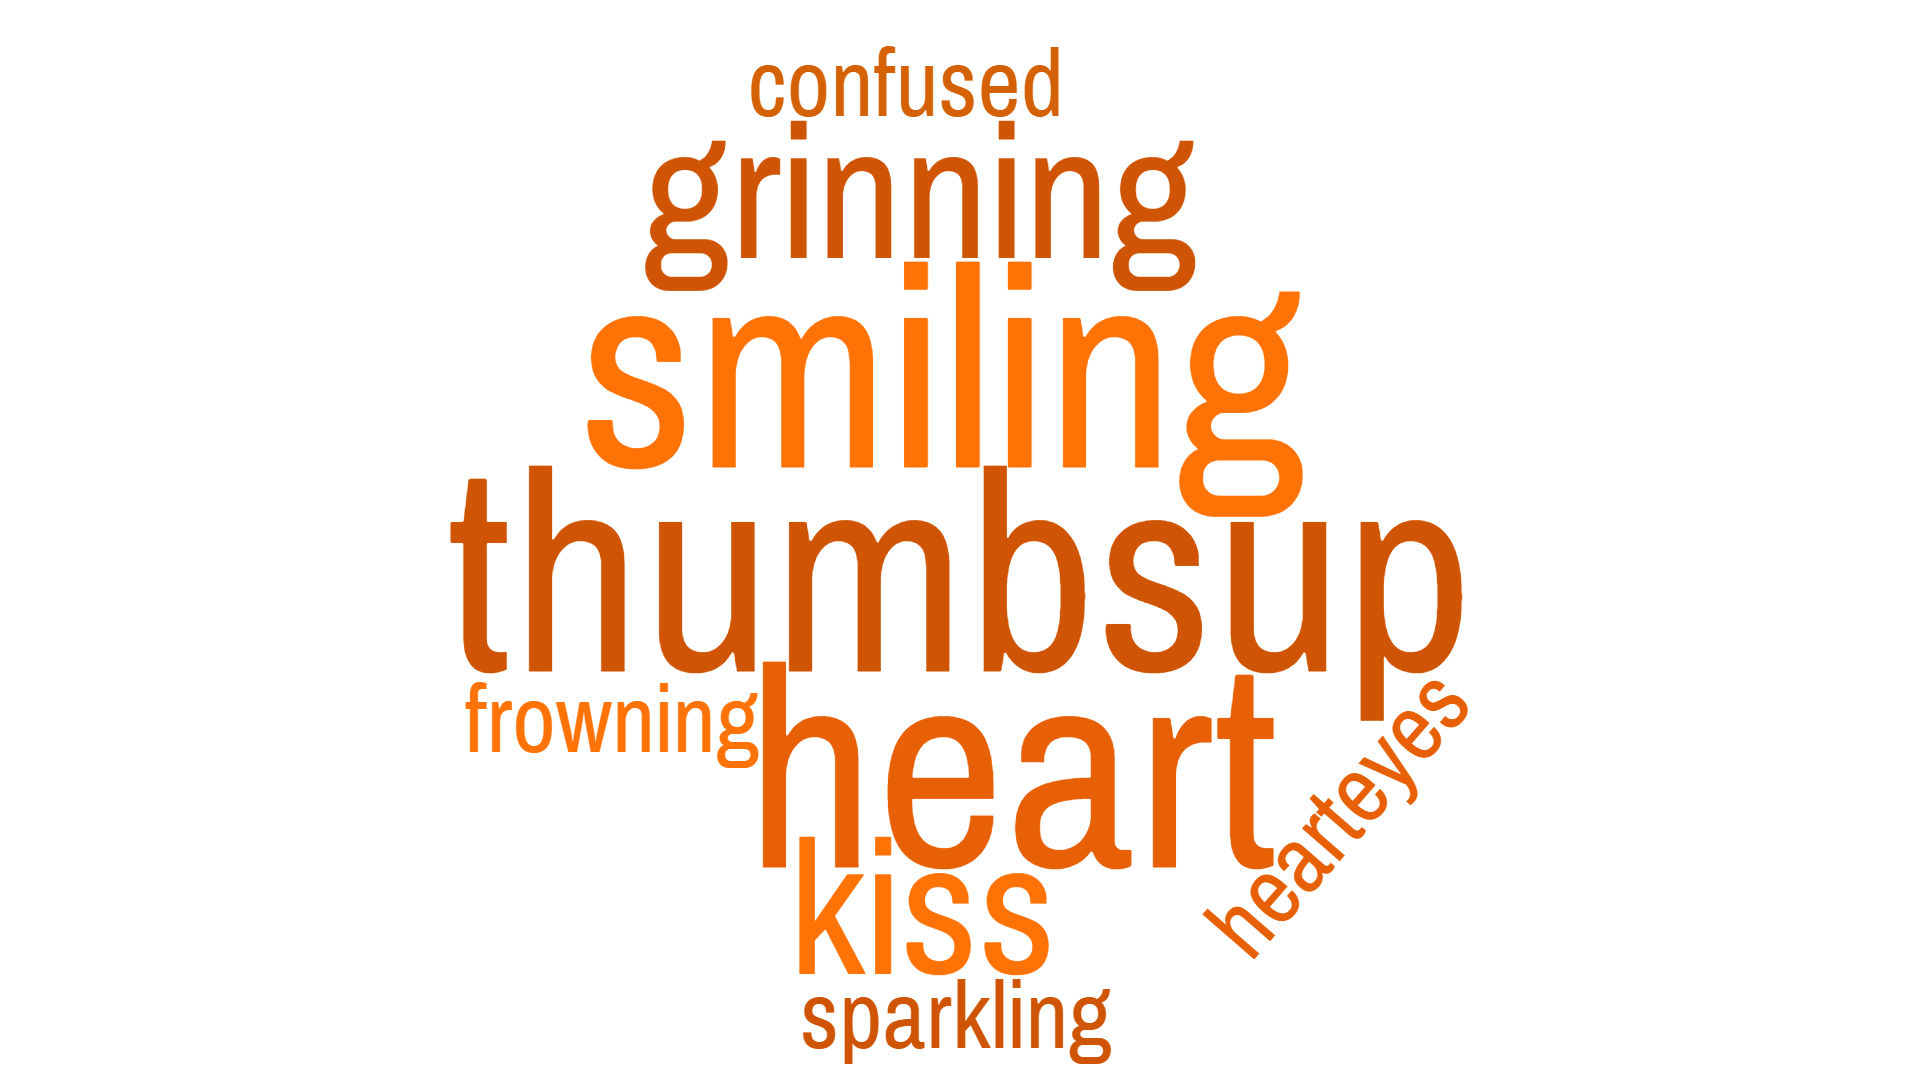 confused
grinning
smiling
thumbsup
frowning
heart
hearteyes
kiss
sparkling